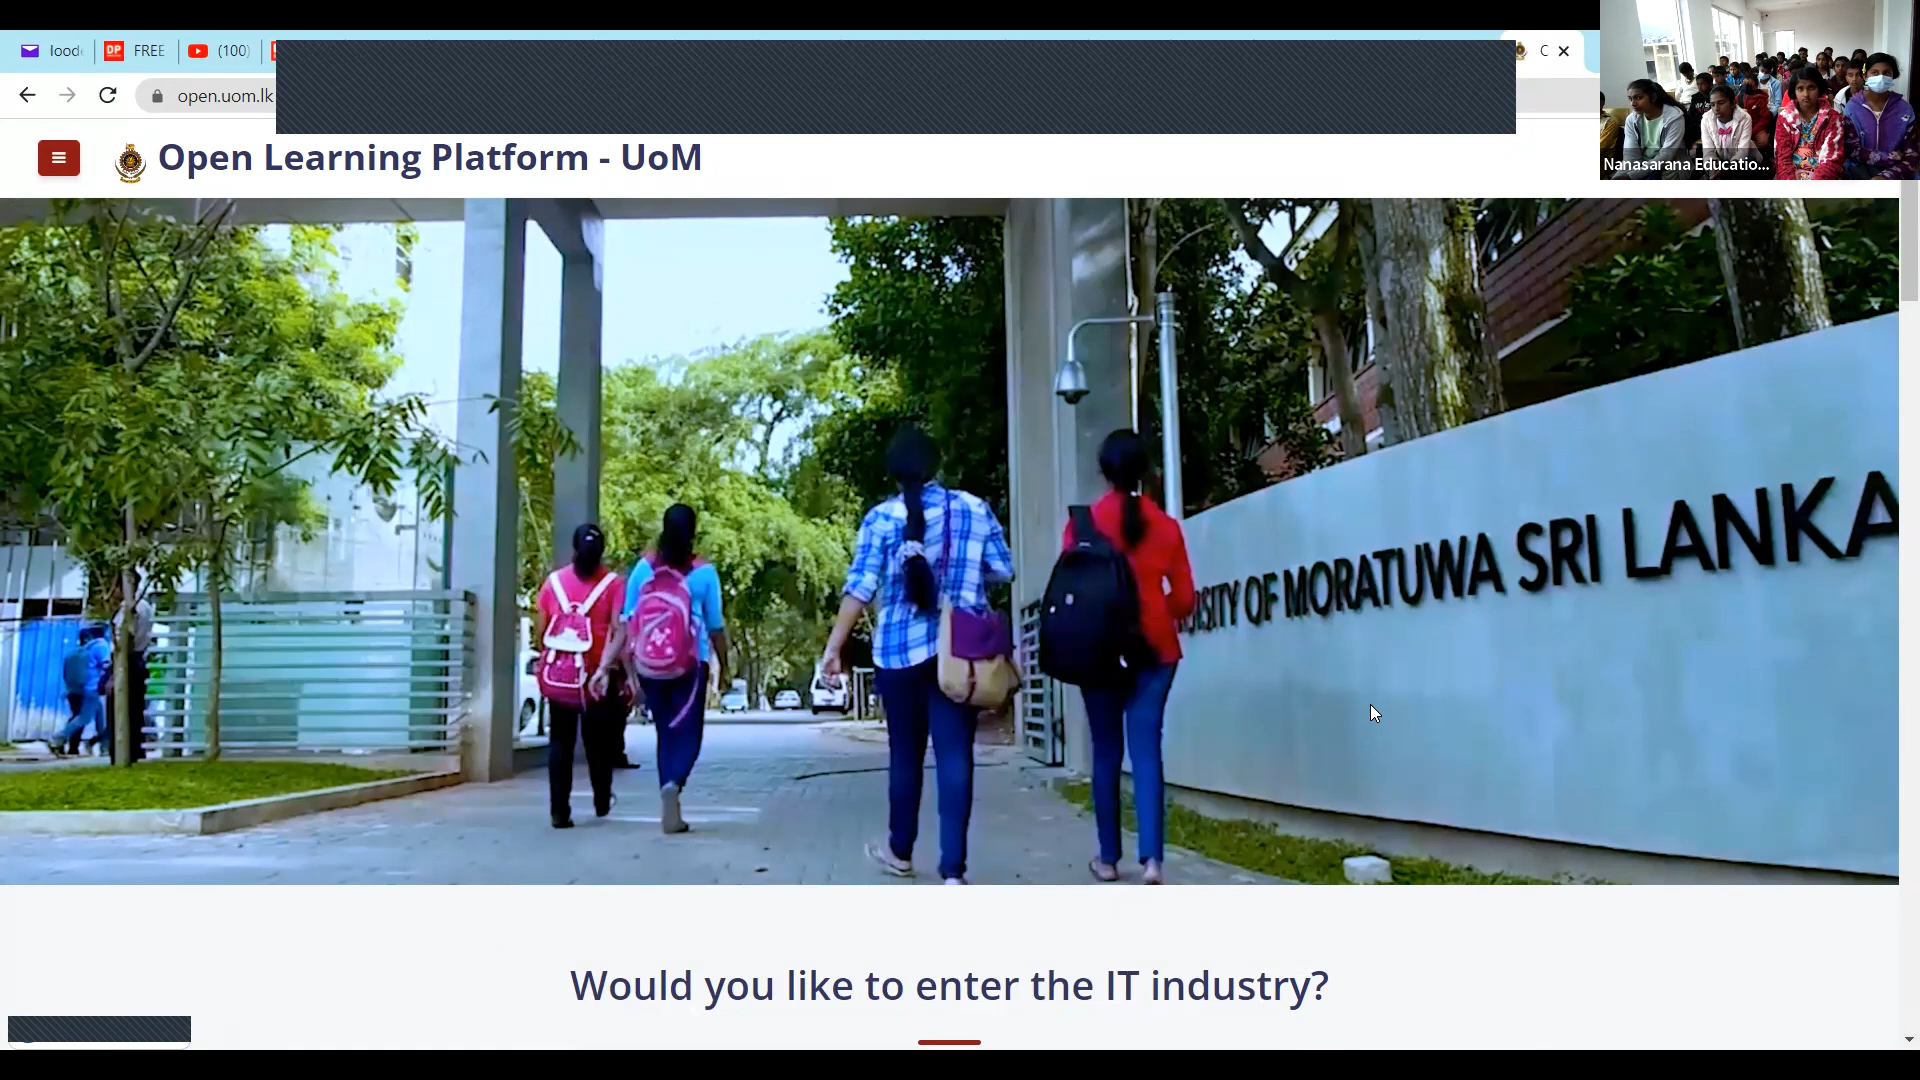 lood
FREE
(100)
C
open.uom.lk
Open Learning Platform - UoM
Nanasarana Educatio...
OF MORATUWA SRI LANKA
Would you like to enter the IT industry?